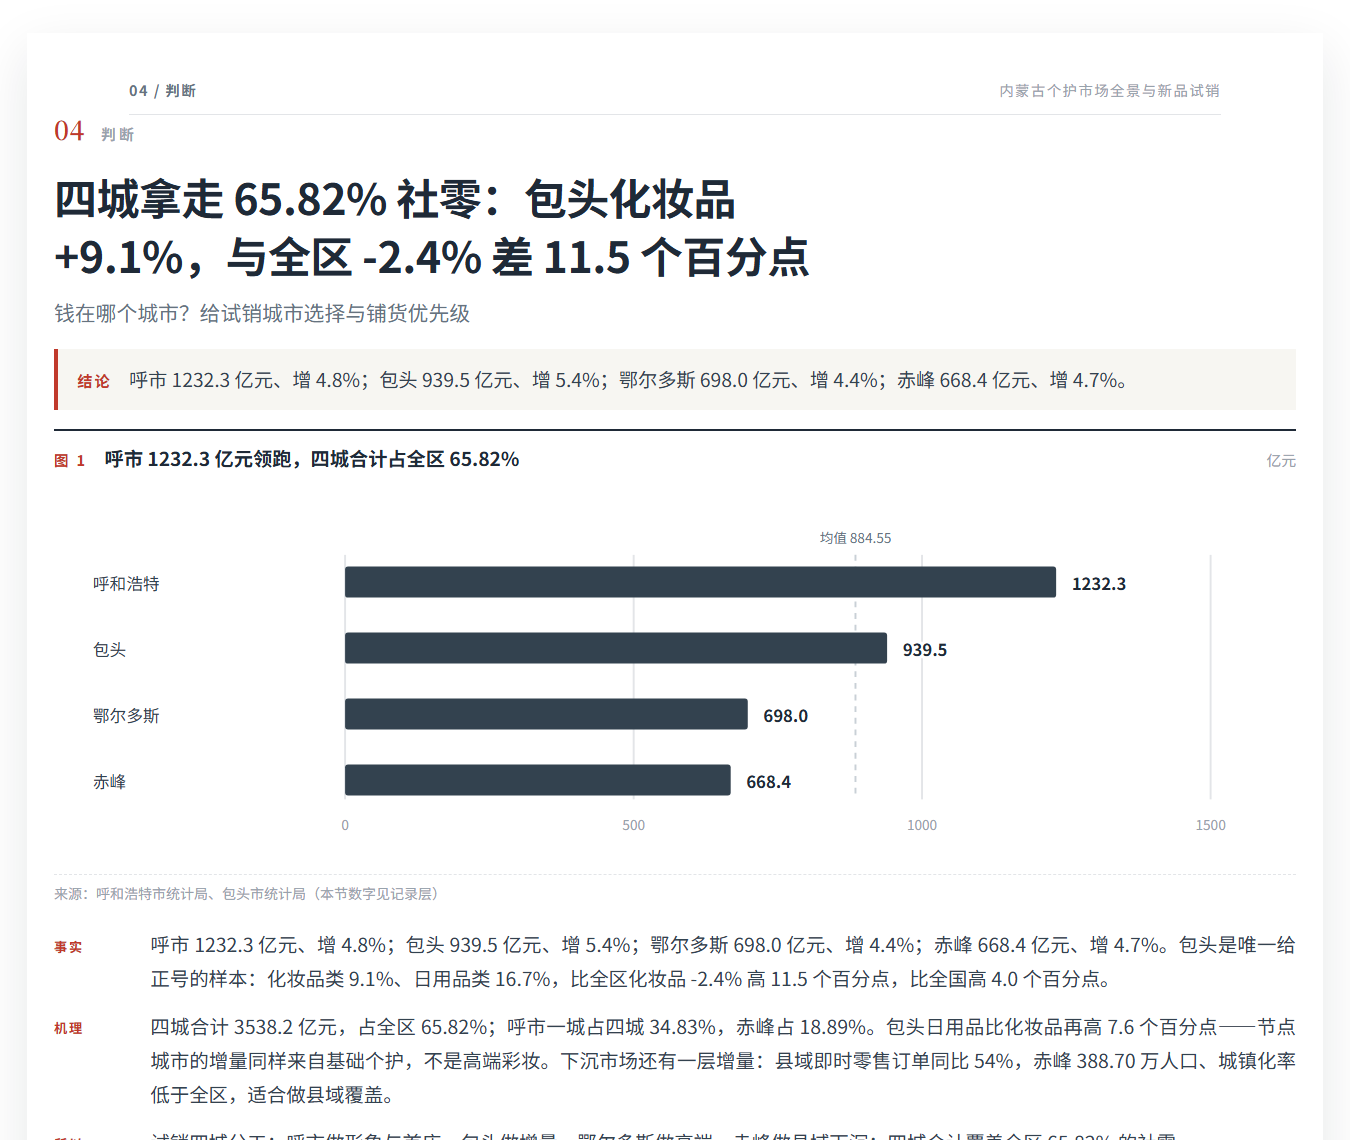 04 / 判断
内蒙古个护市场全景与新品试销
04 判断
四城拿走 65.82% 社零：包头化妆品
+9.1%，与全区 -2.4% 差 11.5 个百分点
钱在哪个城市？给试销城市选择与铺货优先级
结论 呼市 1232.3 亿元、增 4.8%；包头 939.5 亿元、增 5.4%；鄂尔多斯 698.0 亿元、增 4.4%；赤峰 668.4 亿元、增 4.7%。
图 1 呼市 1232.3 亿元领跑，四城合计占全区 65.82%
亿元
均值 884.55
呼和浩特 1232.3
包头 939.5
鄂尔多斯 698.0
赤峰 668.4
0 500 1000 1500
来源：呼和浩特市统计局、包头市统计局（本节数字见记录层）
事实 呼市 1232.3 亿元、增 4.8%；包头 939.5 亿元、增 5.4%；鄂尔多斯 698.0 亿元、增 4.4%；赤峰 668.4 亿元、增 4.7%。包头是唯一给
正号的样本：化妆品类 9.1%、日用品类 16.7%，比全区化妆品 -2.4% 高 11.5 个百分点，比全国高 4.0 个百分点。
机理 四城合计 3538.2 亿元，占全区 65.82%；呼市一城占四城 34.83%，赤峰占 18.89%。包头日用品比化妆品再高 7.6 个百分点——节点
城市的增量同样来自基础个护，不是高端彩妆。下沉市场还有一层增量：县域即时零售订单同比 54%，赤峰 388.70 万人口、城镇化率
低于全区，适合做县域覆盖。